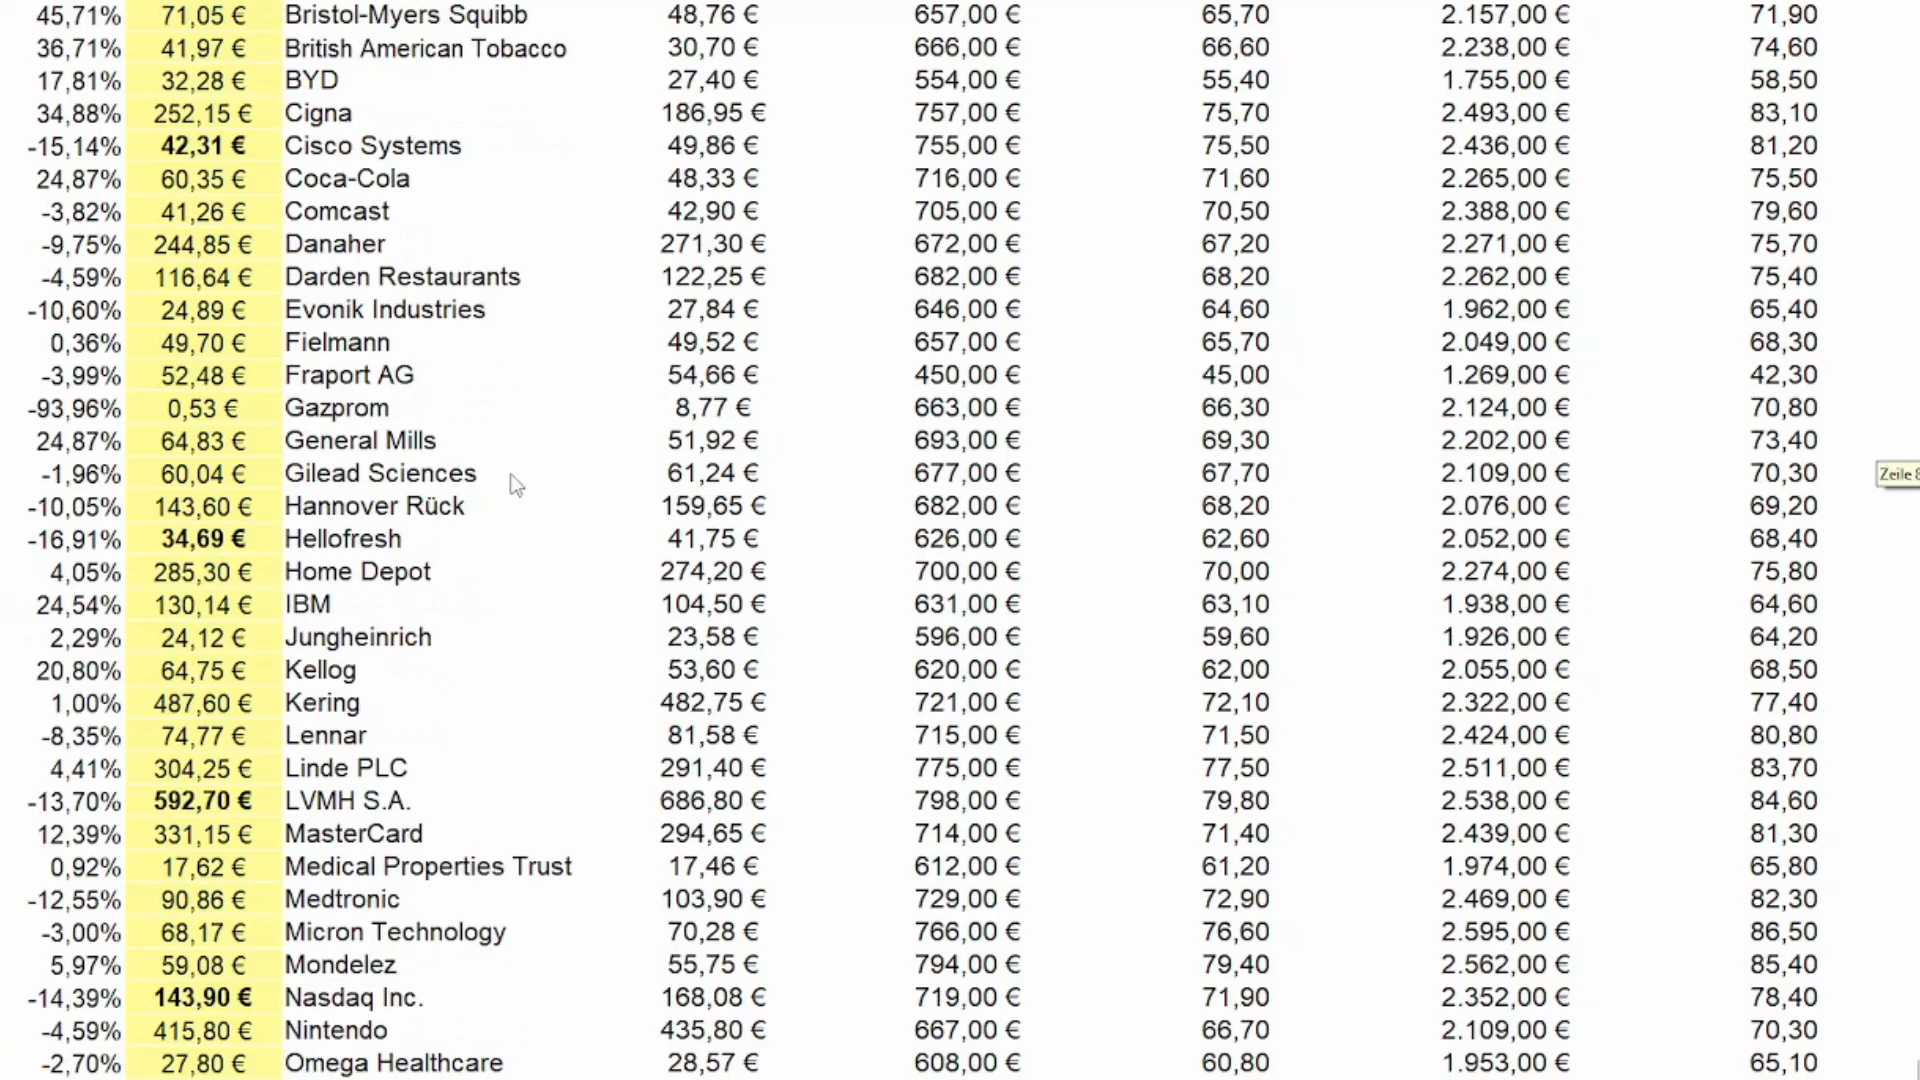 45,71% 71,05 € Bristol-Myers Squibb 48,76 € 657,00 € 65,70 2.157,00 € 71,90
36,71% 41,97 € British American Tobacco 30,70 € 666,00 € 66,60 2.238,00 € 74,60
17,81% 32,28 € BYD 27,40 € 554,00 € 55,40 1.755,00 € 58,50
34,88% 252,15 € Cigna 186,95 € 757,00 € 75,70 2.493,00 € 83,10
-15,14% 42,31 € Cisco Systems 49,86 € 755,00 € 75,50 2.436,00 € 81,20
24,87% 60,35 € Coca-Cola 48,33 € 716,00 € 71,60 2.265,00 € 75,50
-3,82% 41,26 € Comcast 42,90 € 705,00 € 70,50 2.388,00 € 79,60
-9,75% 244,85 € Danaher 271,30 € 672,00 € 67,20 2.271,00 € 75,70
-4,59% 116,64 € Darden Restaurants 122,25 € 682,00 € 68,20 2.262,00 € 75,40
-10,60% 24,89 € Evonik Industries 27,84 € 646,00 € 64,60 1.962,00 € 65,40
0,36% 49,70 € Fielmann 49,52 € 657,00 € 65,70 2.049,00 € 68,30
-3,99% 52,48 € Fraport AG 54,66 € 450,00 € 45,00 1.269,00 € 42,30
-93,96% 0,53 € Gazprom 8,77 € 663,00 € 66,30 2.124,00 € 70,80
24,87% 64,83 € General Mills 51,92 € 693,00 € 69,30 2.202,00 € 73,40
-1,96% 60,04 € Gilead Sciences 61,24 € 677,00 € 67,70 2.109,00 € 70,30 Zeile
-10,05% 143,60 € Hannover Rück 159,65 € 682,00 € 68,20 2.076,00 € 69,20
-16,91% 34,69 € Hellofresh 41,75 € 626,00 € 62,60 2.052,00 € 68,40
4,05% 285,30 € Home Depot 274,20 € 700,00 € 70,00 2.274,00 € 75,80
24,54% 130,14 € IBM 104,50 € 631,00 € 63,10 1.938,00 € 64,60
2,29% 24,12 € Jungheinrich 23,58 € 596,00 € 59,60 1.926,00 € 64,20
20,80% 64,75 € Kellog 53,60 € 620,00 € 62,00 2.055,00 € 68,50
1,00% 487,60 € Kering 482,75 € 721,00 € 72,10 2.322,00 € 77,40
-8,35% 74,77 € Lennar 81,58 € 715,00 € 71,50 2.424,00 € 80,80
4,41% 304,25 € Linde PLC 291,40 € 775,00 € 77,50 2.511,00 € 83,70
-13,70% 592,70 € LVMH S.A. 686,80 € 798,00 € 79,80 2.538,00 € 84,60
12,39% 331,15 € MasterCard 294,65 € 714,00 € 71,40 2.439,00 € 81,30
0,92% 17,62 € Medical Properties Trust 17,46 € 612,00 € 61,20 1.974,00 € 65,80
-12,55% 90,86 € Medtronic 103,90 € 729,00 € 72,90 2.469,00 € 82,30
-3,00% 68,17 € Micron Technology 70,28 € 766,00 € 76,60 2.595,00 € 86,50
5,97% 59,08 € Mondelez 55,75 € 794,00 € 79,40 2.562,00 € 85,40
-14,39% 143,90 € Nasdaq Inc. 168,08 € 719,00 € 71,90 2.352,00 € 78,40
-4,59% 415,80 € Nintendo 435,80 € 667,00 € 66,70 2.109,00 € 70,30
-2,70% 27,80 € Omega Healthcare 28,57 € 608,00 € 60,80 1.953,00 € 65,10